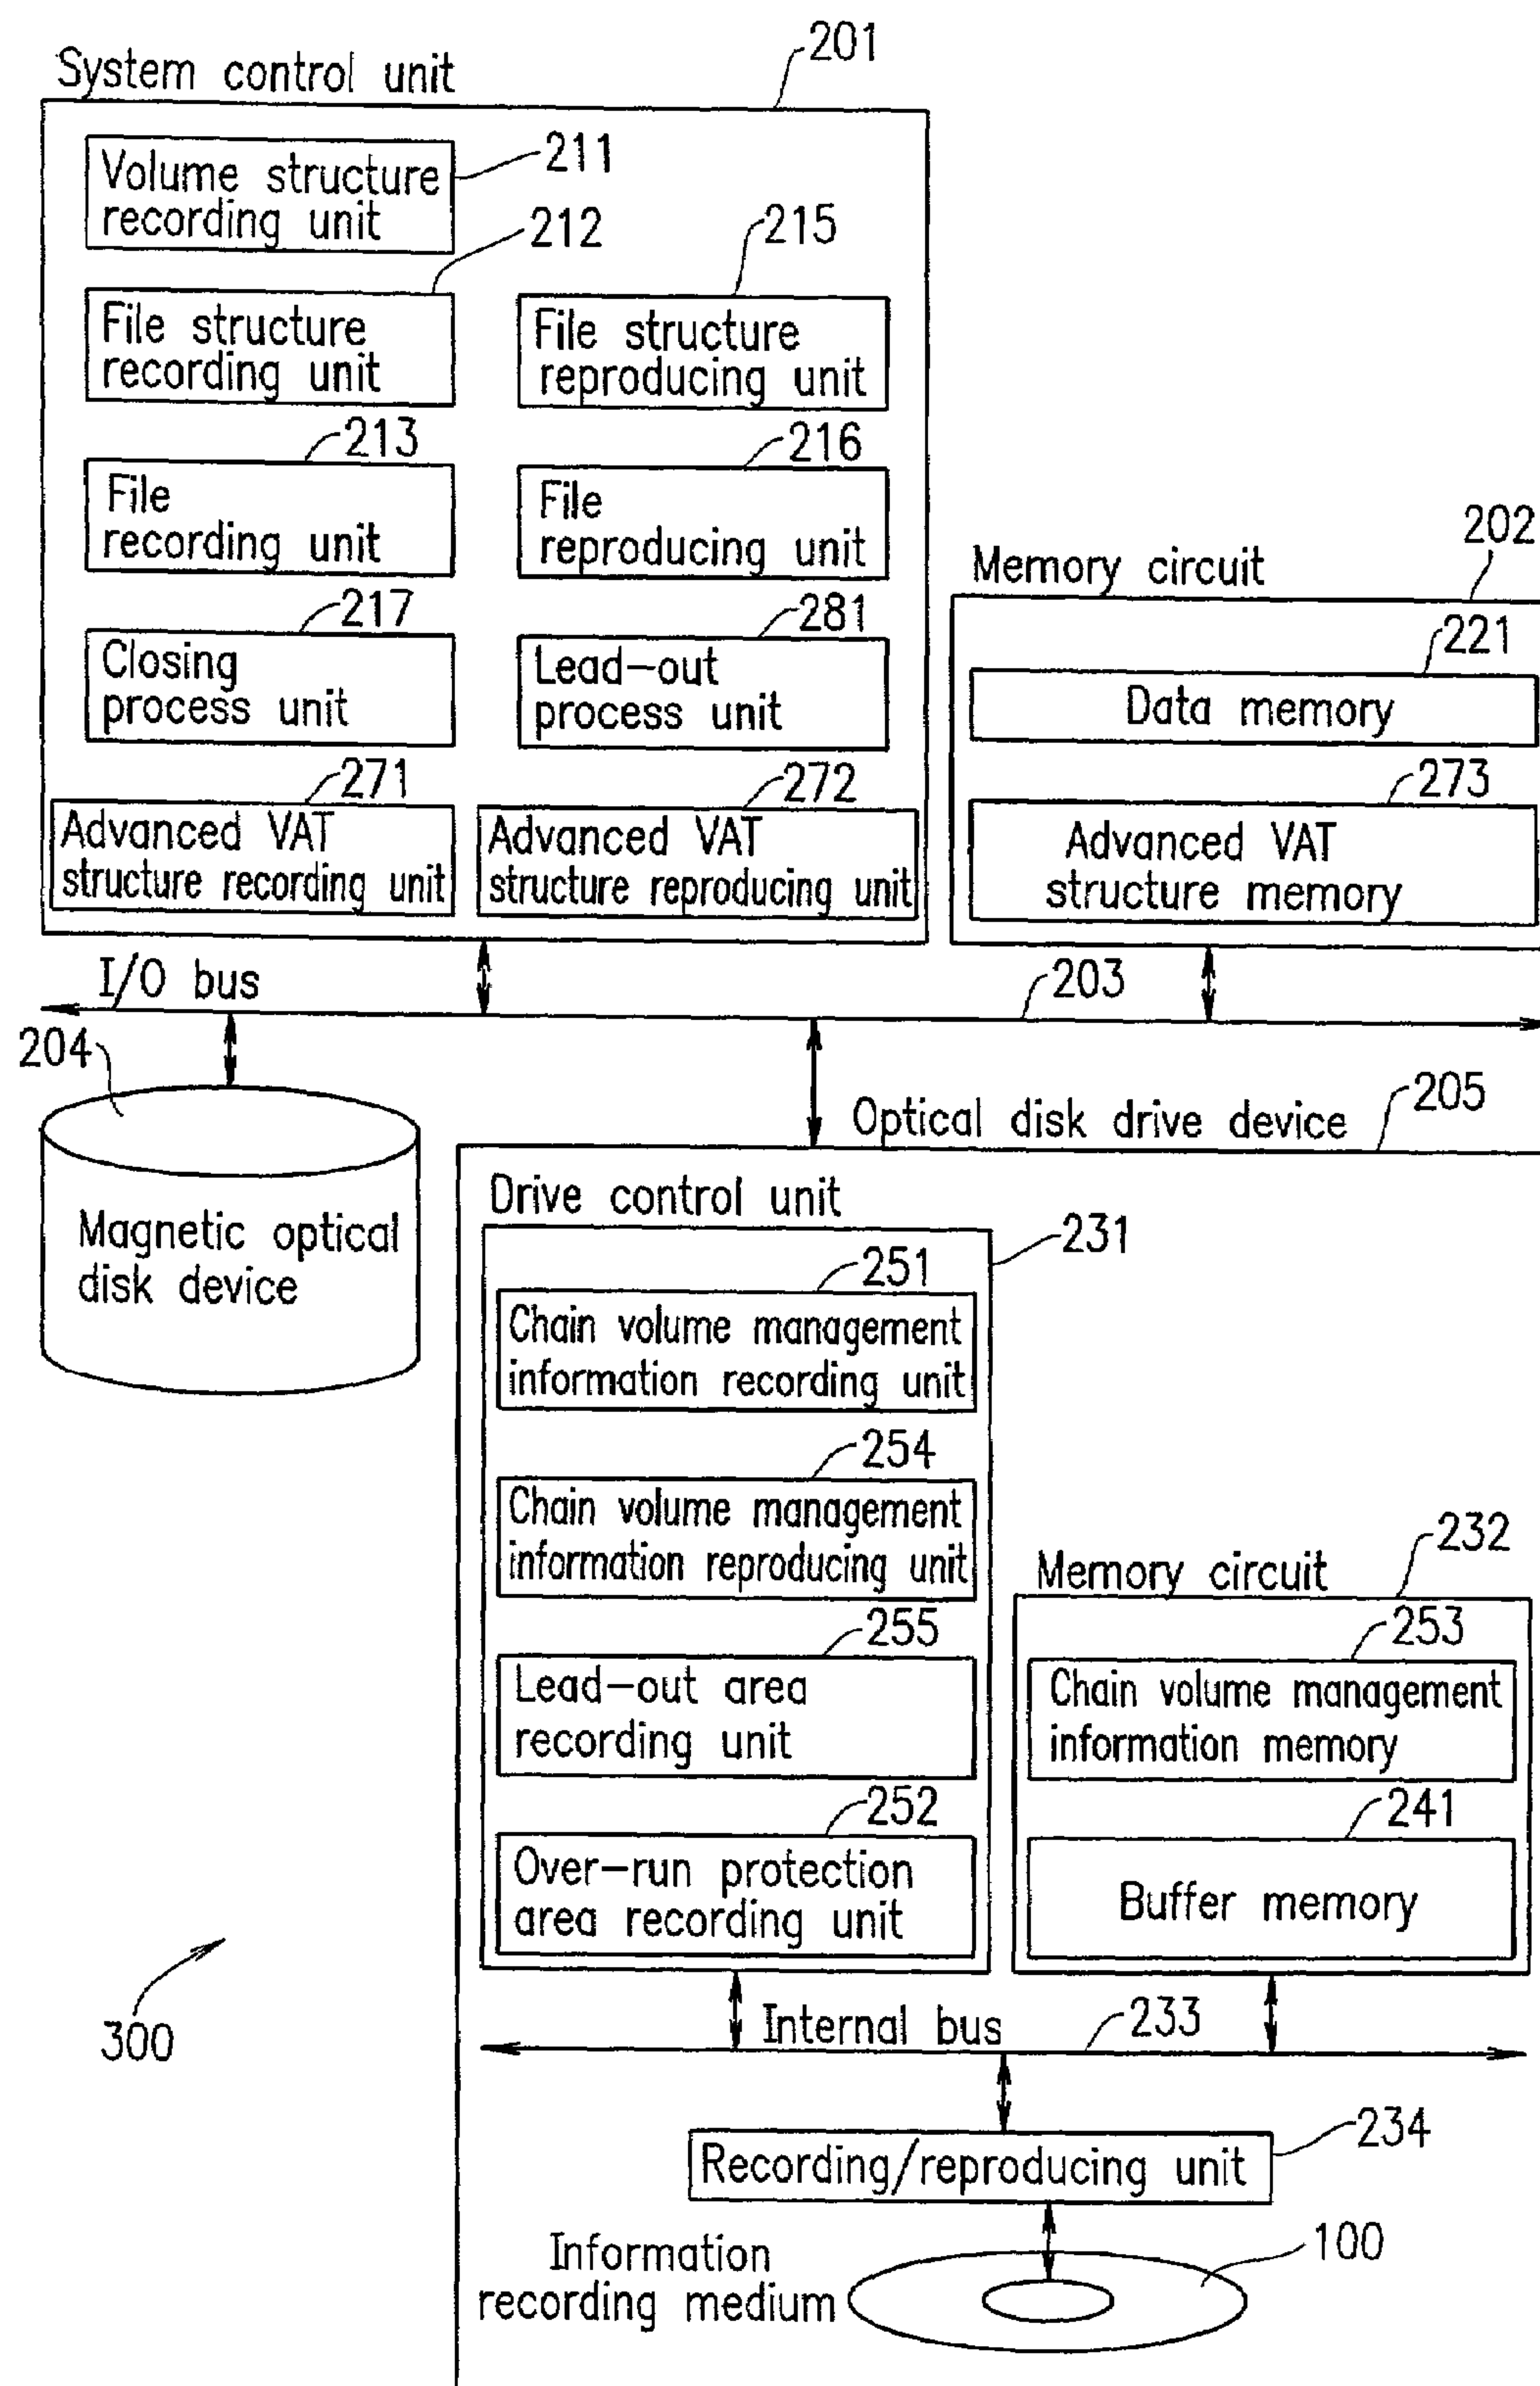 201
System control unit
Volume structure
recording unit
211
212
215
File structure
recording unit
File structure
reproducing unit
213
216
File
recording unit
File
reproducing unit
217
281
Closing
process unit
Lead-out
process unit
271
272
Advanced VAT
structure recording unit
Advanced VAT
structure reproducing unit
202
Memory circuit
221
Data memory
273
Advanced VAT
structure memory
I/O bus
203
204
Magnetic optical
disk device
205
Optical disk drive device
Drive control unit
231
251
Chain volume management
information recording unit
254
Chain volume management
information reproducing unit
255
Lead-out area
recording unit
252
Over-run protection
area recording unit
232
Memory circuit
253
Chain volume management
information memory
241
Buffer memory
300
Internal bus
233
234
Recording/reproducing unit
100
Information
recording medium